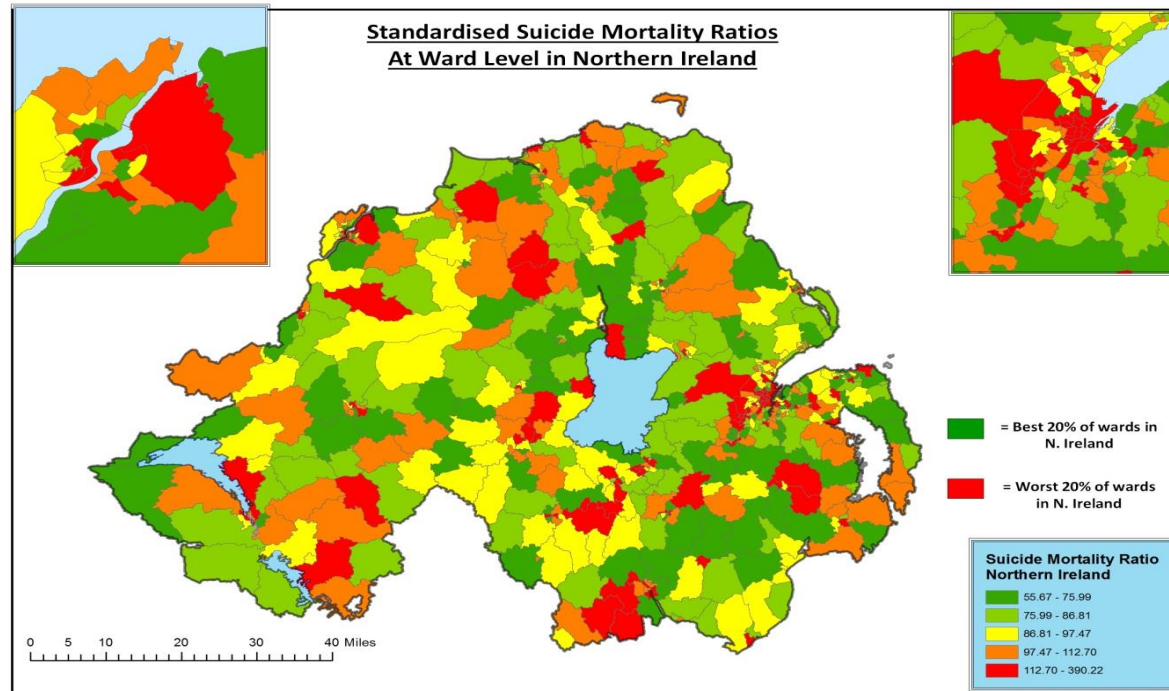 Standardised Suicide Mortality Ratios
At Ward Level in Northern Ireland
= Best 20% of wards in
N. Ireland
= Worst 20% of wards
in N. Ireland
Suicide Mortality Ratio
Northern Ireland
55.67 - 75.99
75.99 - 86.81
86.81 - 97.47
97.47 - 112.70
112.70 - 390.22
0 5 10 20 30 40 Miles